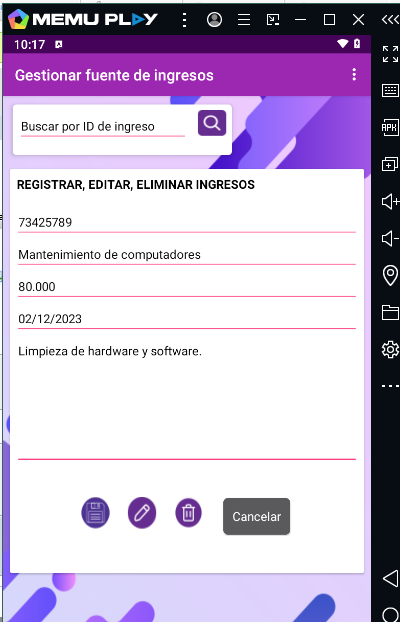 MEMU PLAY
10:17
Gestionar fuente de ingresos
Buscar por ID de ingreso
REGISTRAR, EDITAR, ELIMINAR INGRESOS
73425789
Mantenimiento de computadores
80.000
02/12/2023
Limpieza de hardware y software.
Cancelar
APK